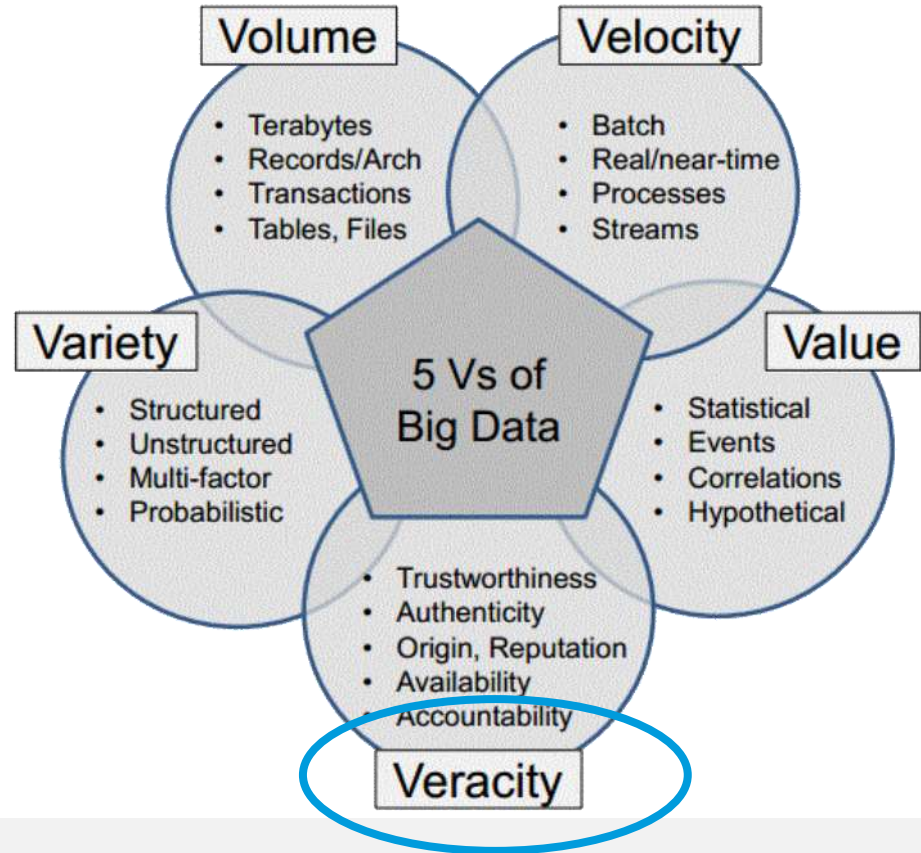 Volume
• Terabytes
• Records/Arch
• Transactions
• Tables, Files
Velocity
• Batch
• Real/near-time
• Processes
• Streams
Variety
• Structured
• Unstructured
• Multi-factor
• Probabilistic
5 Vs of
Big Data
Value
• Statistical
• Events
• Correlations
• Hypothetical
• Trustworthiness
• Authenticity
• Origin, Reputation
• Availability
• Accountability
Veracity